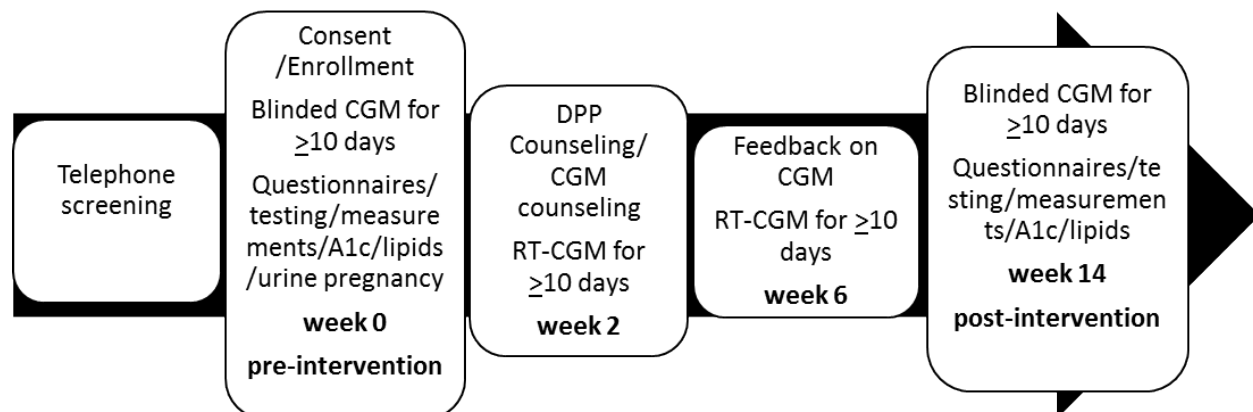 Telephone
screening
Consent
/Enrollment
Blinded CGM for
≥10 days
Questionnaires/
testing/measure
ments/A1c/lipids
/urine pregnancy
week 0
pre-intervention
DPP
Counseling/
CGM
counseling
RT-CGM for
≥10 days
week 2
Feedback on
CGM
RT-CGM for ≥10
days
week 6
Blinded CGM for
≥10 days
Questionnaires/te
sting/measuremen
ts/A1c/lipids
week 14
post-intervention